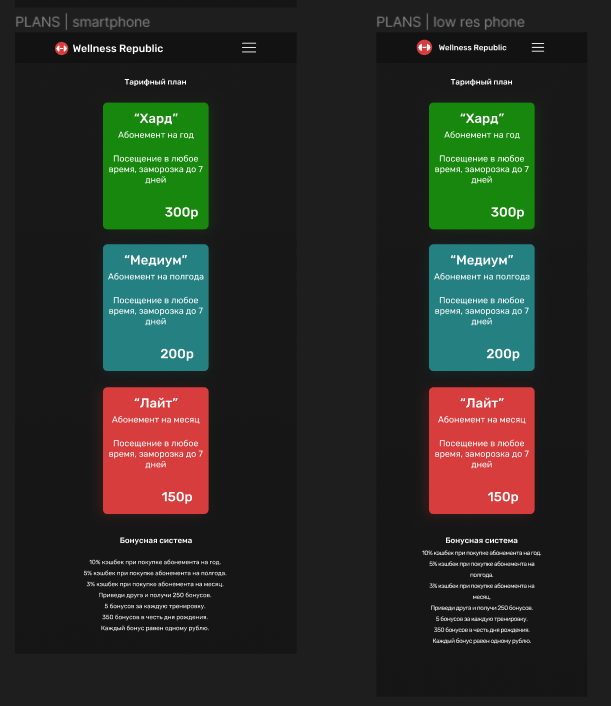 PLANS | smartphone
Wellness Republic
Тарифный план
“Хард”
Абонемент на год
Посещение в любое
время, заморозка до 7
дней
300р
“Медиум”
Абонемент на полгода
Посещение в любое
время, заморозка до 7
дней
200р
“Лайт”
Абонемент на месяц
Посещение в любое
время, заморозка до 7
дней
150р
Бонусная система
10% кэшбек при покупке абонемента на год.
5% кэшбек при покупке абонемента на полгода.
3% кэшбек при покупке абонемента на месяц.
Приведи друга и получи 250 бонусов.
5 бонусов за каждую тренировку.
350 бонусов в честь дня рождения.
Каждый бонус равен одному рублю.
PLANS | low res phone
Wellness Republic
Тарифный план
“Хард”
Абонемент на год
Посещение в любое
время, заморозка до 7
дней
300р
“Медиум”
Абонемент на полгода
Посещение в любое
время, заморозка до 7
дней
200р
“Лайт”
Абонемент на месяц
Посещение в любое
время, заморозка до 7
дней
150р
Бонусная система
10% кэшбек при покупке абонемента на год.
5% кэшбек при покупке абонемента на
полгода.
3% кэшбек при покупке абонемента на
месяц.
Приведи друга и получи 250 бонусов.
5 бонусов за каждую тренировку.
350 бонусов в честь дня рождения.
Каждый бонус равен одному рублю.